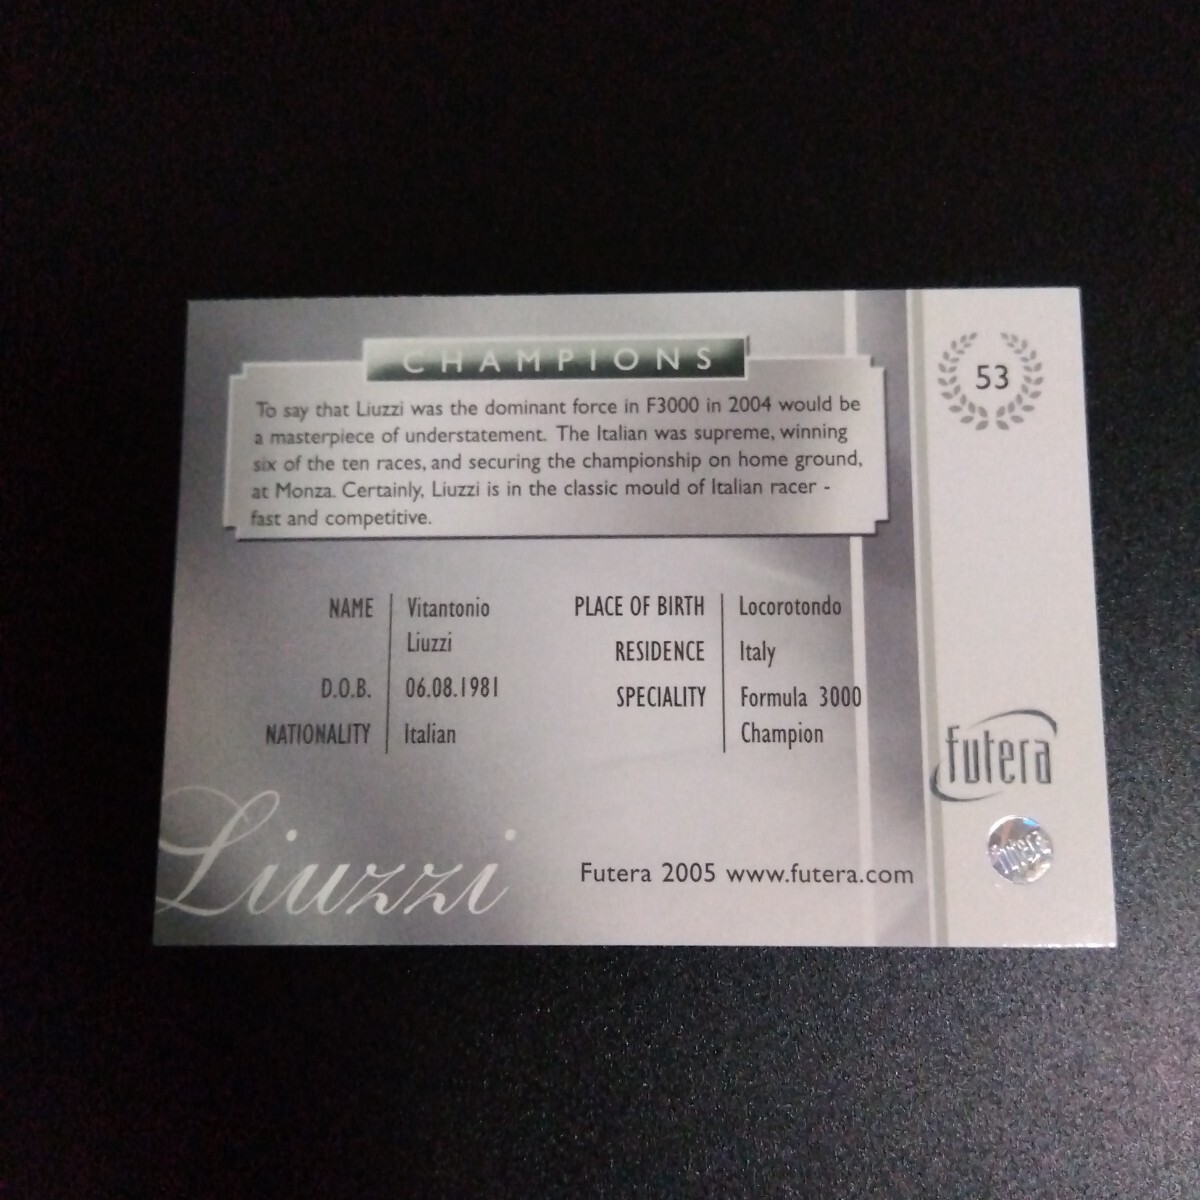 CHAMPIONS
To say that Liuzzi was the dominant force in F3000 in 2004 would be
a masterpiece of understatement. The Italian was supreme, winning
six of the ten races, and securing the championship on home ground,
at Monza. Certainly, Liuzzi is in the classic mould of Italian racer -
fast and competitive.
53
NAME Vitantonio
Liuzzi
D.O.B. 06.08.1981
NATIONALITY Italian
PLACE OF BIRTH Locorotondo
RESIDENCE Italy
SPECIALITY Formula 3000
Champion
futera
futera
Liuzzi
Futera 2005 www.futera.com